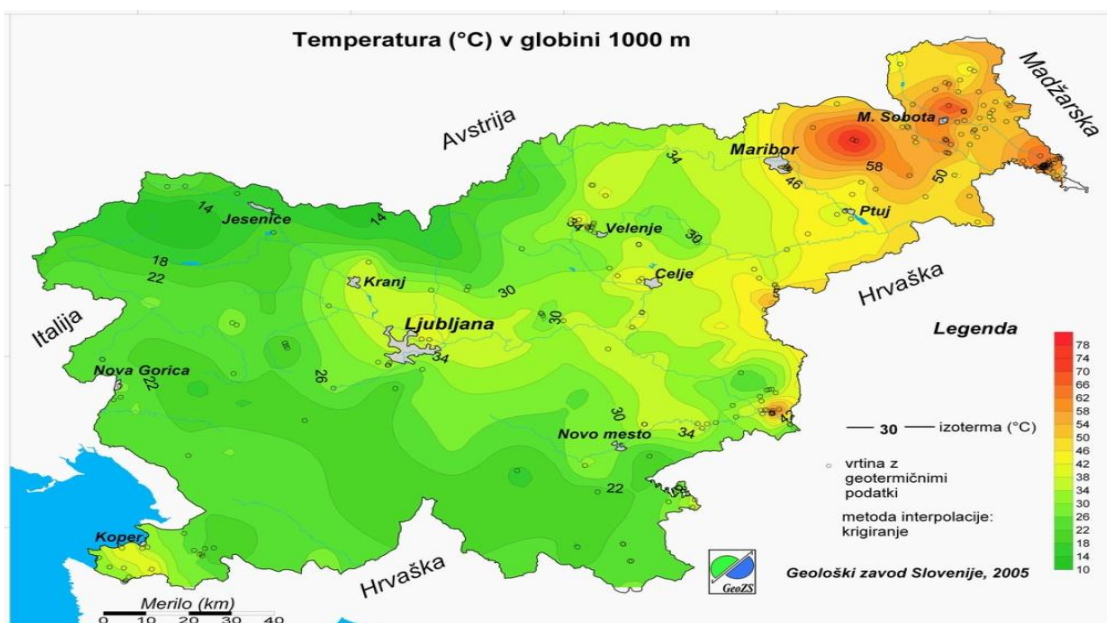 Temperatura (°C) v globini 1000 m
Madžarska
Avstrija
M. Sobota
Maribor
34
58
46
50
14
Jesenice
14
Ptuj
34
Velenje
30
18
22
Kranj
Celje
30
Hrvaška
Italija
Ljubljana
30
Legenda
34
26
Nova Gorica
22
30
34
Novo mesto
22
Koper
Hrvaška
Merilo (km)
0 10 20 30 40
30 izoterma (°C)
vrtina z
geotermičnimi
podatki
metoda interpolacije:
krigiranje
78
74
70
66
62
58
54
50
46
42
38
34
30
26
22
18
14
10
GeoZS
Geološki zavod Slovenije, 2005